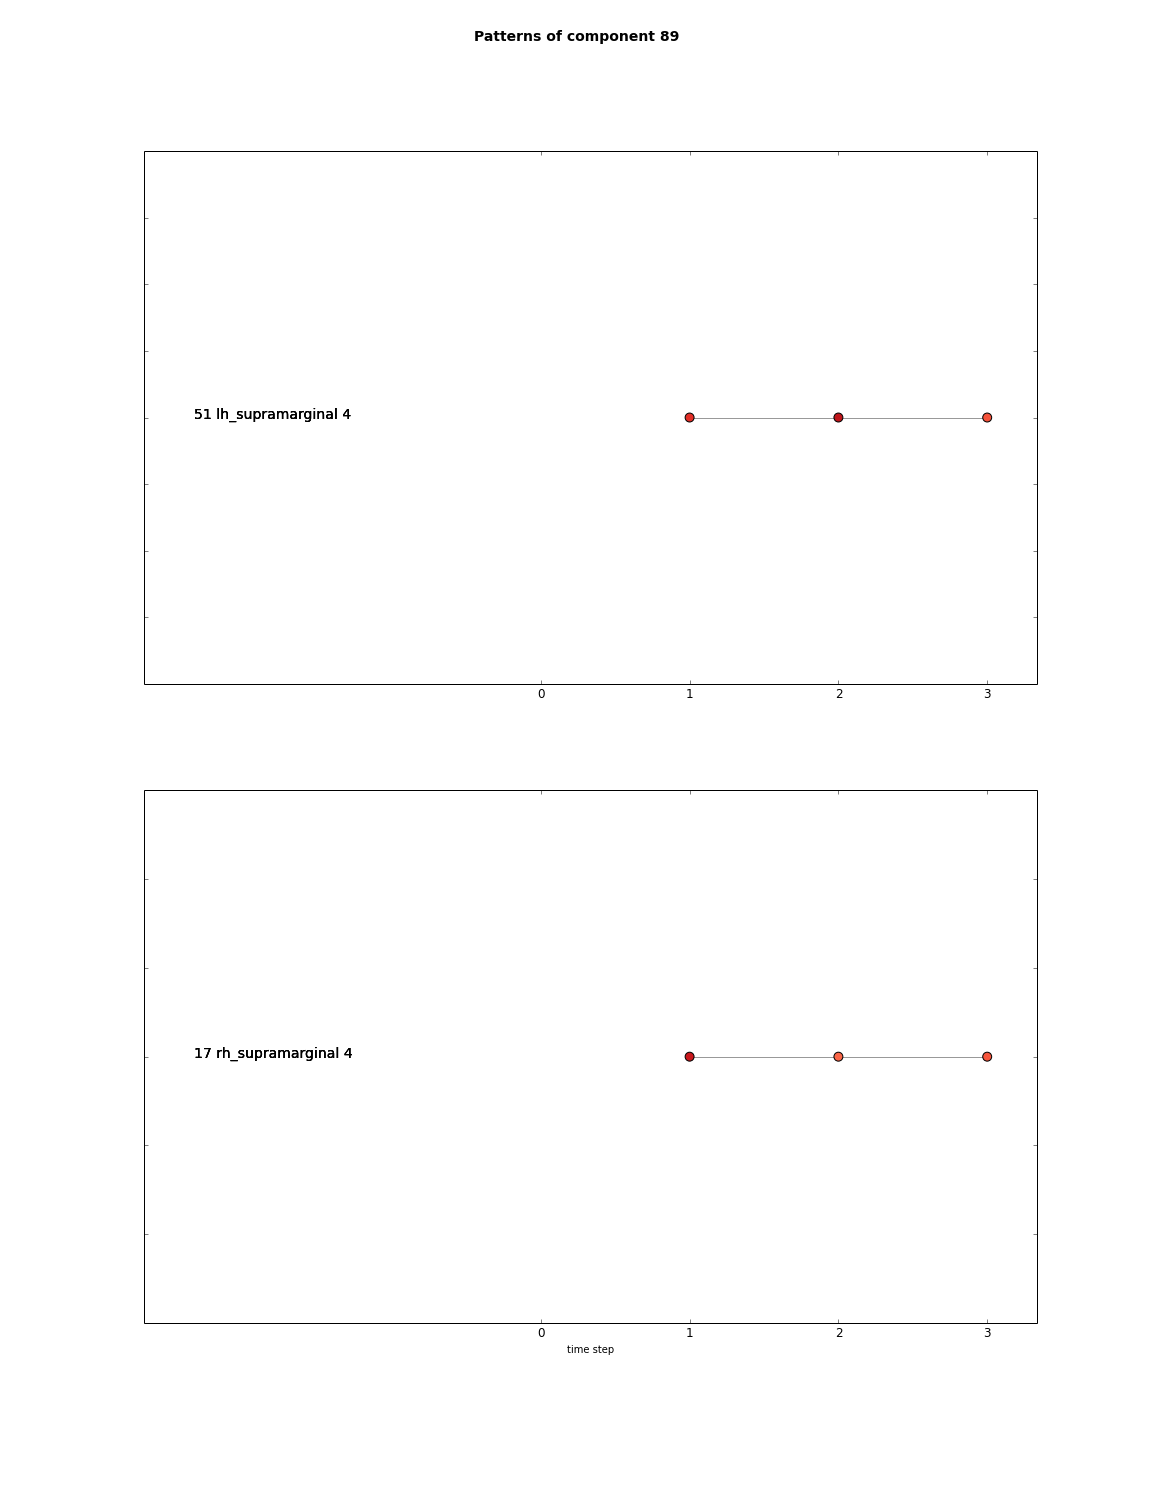 Patterns of component 89
51 lh_supramarginal 4
0 1 2 3
17 rh_supramarginal 4
0 1 2 3
time step